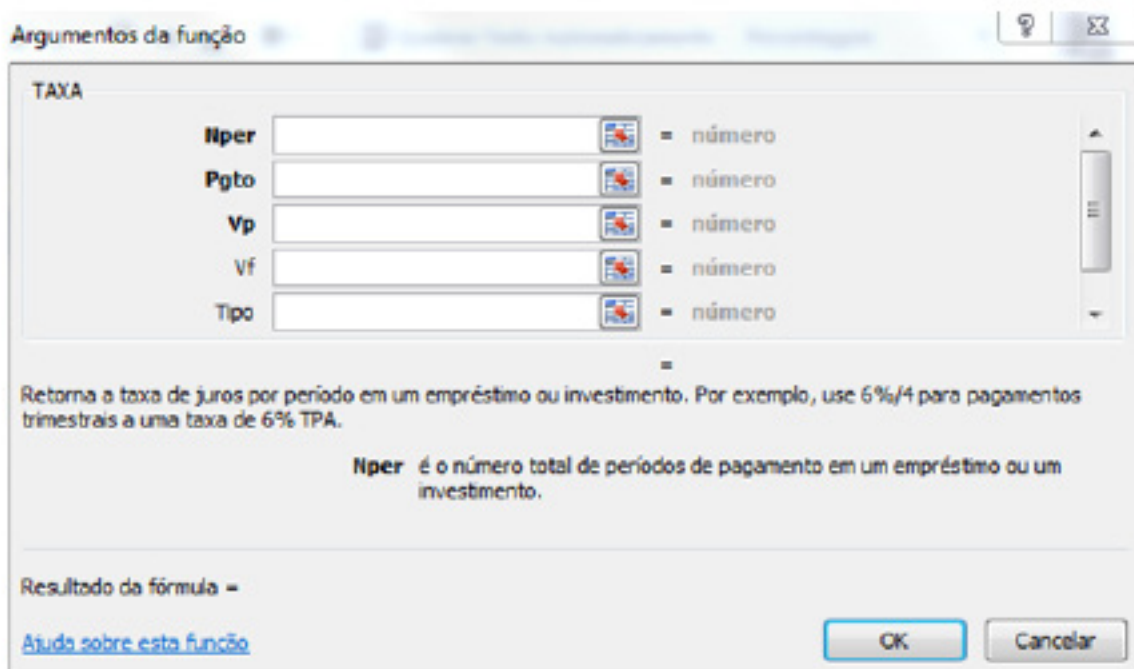 Argumentos da função
TAXA
Nper = número
Pgto = número
Vp = número
Vf = número
Tipo = número
=
Retorna a taxa de juros por período em um empréstimo ou investimento. Por exemplo, use 6%/4 para pagamentos
trimestrais a uma taxa de 6% TPA.
Nper é o número total de períodos de pagamento em um empréstimo ou um
investimento.
Resultado da fórmula =
Ajuda sobre esta função
OK Cancelar